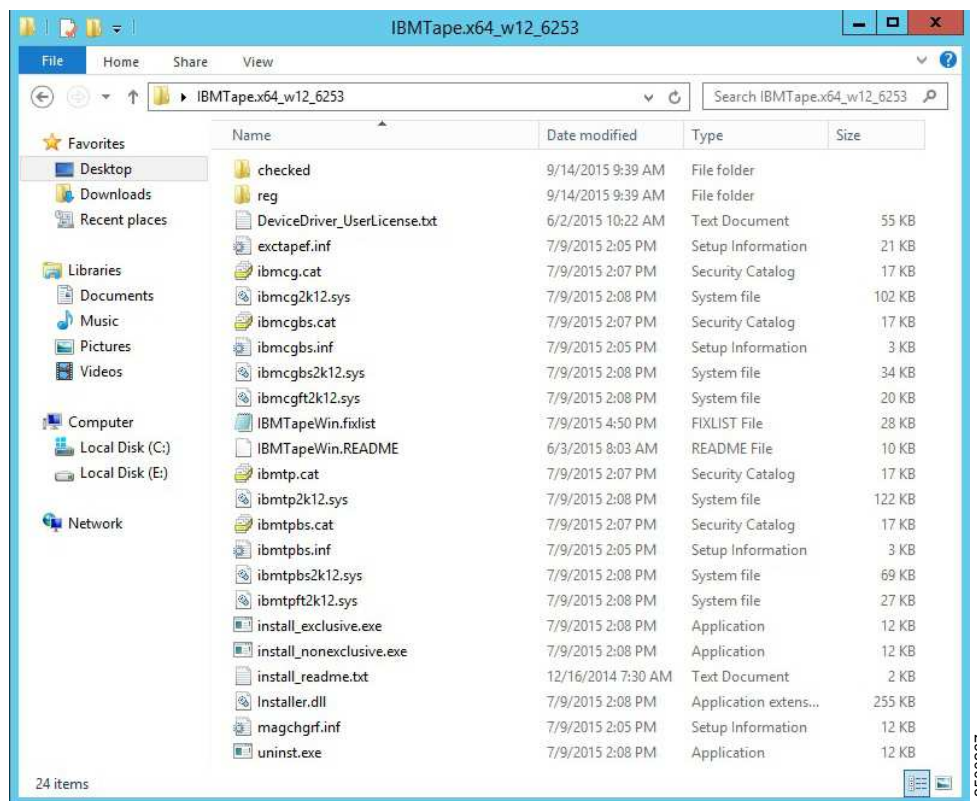 IBMTape.x64_w12_6253
File Home Share View
IBMTape.x64_w12_6253 Search IBMTape.x64_w12_6253
Favorites
Desktop
Downloads
Recent places
Libraries
Documents
Music
Pictures
Videos
Computer
Local Disk (C:)
Local Disk (E:)
Network
Name Date modified Type Size
checked 9/14/2015 9:39 AM File folder
reg 9/14/2015 9:39 AM File folder
DeviceDriver_UserLicense.txt 6/2/2015 10:22 AM Text Document 55 KB
exctapef.inf 7/9/2015 2:05 PM Setup Information 21 KB
ibmcg.cat 7/9/2015 2:07 PM Security Catalog 17 KB
ibmcg2k12.sys 7/9/2015 2:08 PM System file 102 KB
ibmcgbs.cat 7/9/2015 2:07 PM Security Catalog 17 KB
ibmcgbs.inf 7/9/2015 2:05 PM Setup Information 3 KB
ibmcgbs2k12.sys 7/9/2015 2:08 PM System file 34 KB
ibmcgft2k12.sys 7/9/2015 2:08 PM System file 20 KB
IBMTapeWin.fixlist 7/9/2015 4:50 PM FIXLIST File 28 KB
IBMTapeWin.README 6/3/2015 8:03 AM README File 10 KB
ibmtp.cat 7/9/2015 2:07 PM Security Catalog 17 KB
ibmtp2k12.sys 7/9/2015 2:08 PM System file 122 KB
ibmtpbs.cat 7/9/2015 2:07 PM Security Catalog 17 KB
ibmtpbs.inf 7/9/2015 2:05 PM Setup Information 3 KB
ibmtpbs2k12.sys 7/9/2015 2:08 PM System file 69 KB
ibmtpft2k12.sys 7/9/2015 2:08 PM System file 27 KB
install_exclusive.exe 7/9/2015 2:08 PM Application 12 KB
install_nonexclusive.exe 7/9/2015 2:08 PM Application 12 KB
install_readme.txt 12/16/2014 7:30 AM Text Document 2 KB
Installer.dll 7/9/2015 2:08 PM Application extens... 255 KB
magchgrf.inf 7/9/2015 2:05 PM Setup Information 12 KB
uninst.exe 7/9/2015 2:08 PM Application 12 KB
24 items